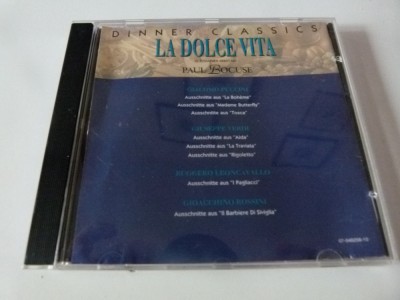 DINNER CLASSICS
LA DOLCE VITA
PAUL BOCUSE
GIACOMO PUCCINI
Ausschnitte aus "La Bohème"
Ausschnitte aus "Madame Butterfly"
Ausschnitte aus "Tosca"
GIUSEPPE VERDI
Ausschnitte aus "Aida"
Ausschnitte aus "La Traviata"
Ausschnitte aus "Rigoletto"
RUGGERO LEONCAVALLO
Ausschnitte aus "I Pagliacci"
GIOACCHINO ROSSINI
Ausschnitte aus "Il Barbiere Di Siviglia"